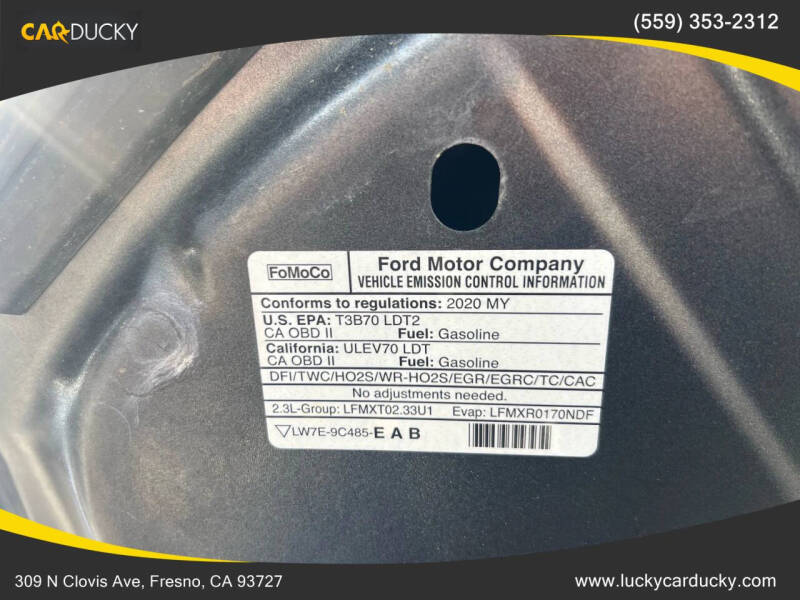 CAR DUCKY
(559) 353-2312
FoMoCo
Ford Motor Company
VEHICLE EMISSION CONTROL INFORMATION
Conforms to regulations: 2020 MY
U.S. EPA: T3B70 LDT2
CA OBD II Fuel: Gasoline
California: ULEV70 LDT
CA OBD II Fuel: Gasoline
DFI/TWC/HO2S/WR-HO2S/EGR/EGRC/TC/CAC
No adjustments needed.
2.3L-Group: LFMXT02.33U1 Evap: LFMXR0170NDF
LW7E-9C485-E A B
309 N Clovis Ave, Fresno, CA 93727
www.luckycarducky.com